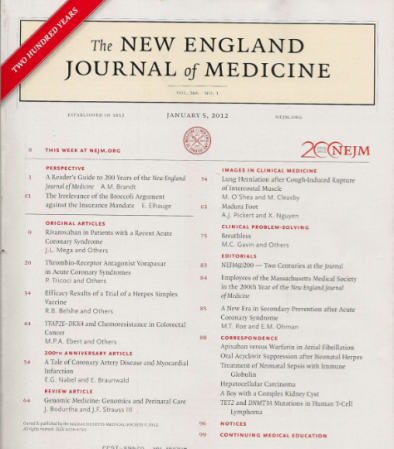 TWO HUNDRED YEARS
The NEW ENGLAND
JOURNAL of MEDICINE
VOL. 366 NO. 1
ESTABLISHED IN 1812 JANUARY 5, 2012 NEJM.ORG
THIS WEEK AT NEJM.ORG
PERSPECTIVE
1 A Reader's Guide to 200 Years of the New England
Journal of Medicine A.M. Brandt
e1 The Irrelevance of the Broccoli Argument
against the Insurance Mandate E. Elhauge
ORIGINAL ARTICLES
9 Rivaroxaban in Patients with a Recent Acute
Coronary Syndrome
J.L. Mega and Others
20 Thrombin-Receptor Antagonist Vorapaxar
in Acute Coronary Syndromes
P. Tricoci and Others
34 Efficacy Results of a Trial of a Herpes Simplex
Vaccine
R.B. Belshe and Others
44 and Chemoresistance in Colorectal
Cancer
M.P.A. Ebert and Others
200TH ANNIVERSARY ARTICLE
54 A Tale of Coronary Artery Disease and Myocardial
Infarction
E.G. Nabel and E. Braunwald
REVIEW ARTICLE
64 Genomic Medicine: Genomics and Perinatal Care
J. Bodurtha and J.F. Strauss III
Owned & published by the MASSACHUSETTS MEDICAL SOCIETY
All rights reserved.
200 NEJM
IMAGES IN CLINICAL MEDICINE
74 Lung Herniation after Cough-Induced Rupture
of Intercostal Muscle
M. O'Shea and M. Cleasby
Madura Foot
A.J. Pickert and X. Nguyen
CLINICAL PROBLEM-SOLVING
75 Breathless
M.C. Gavin and Others
EDITORIALS
83 NEJM@200 — Two Centuries at the Journal
84 Employees of the Massachusetts Medical Society
in the 200th Year of the New England Journal
of Medicine
85 A New Era in Secondary Prevention after Acute
Coronary Syndrome
M.T. Roe and E.M. Ohman
88 CORRESPONDENCE
Apixaban versus Warfarin in Atrial Fibrillation
Oral Acyclovir Suppression after Neonatal Herpes
Treatment of Neonatal Sepsis with Immune
Globulin
Hepatocellular Carcinoma
A Boy with a Complex Kidney Cyst
TET2 and DNMT3A Mutations in Human T-Cell
Lymphoma
96 NOTICES
99 CONTINUING MEDICAL EDUCATION